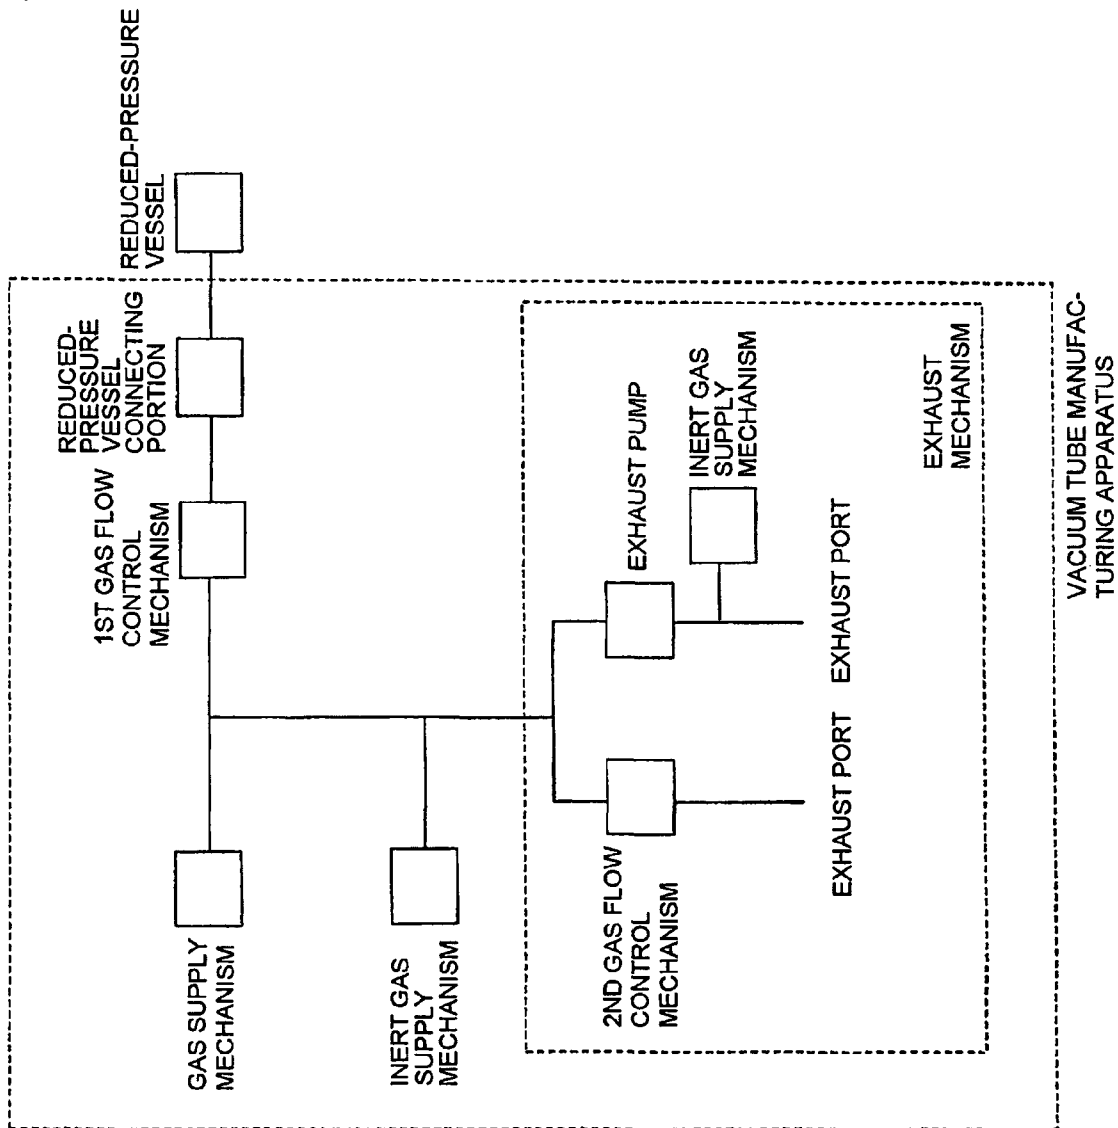 GAS SUPPLY
MECHANISM
1ST GAS FLOW
CONTROL
MECHANISM
REDUCED-
PRESSURE
VESSEL
CONNECTING
PORTION
REDUCED-PRESSURE
VESSEL
INERT GAS
SUPPLY
MECHANISM
2ND GAS FLOW
CONTROL
MECHANISM
EXHAUST PUMP
INERT GAS
SUPPLY
MECHANISM
EXHAUST PORT
EXHAUST PORT
EXHAUST
MECHANISM
VACUUM TUBE MANUFAC-
TURING APPARATUS